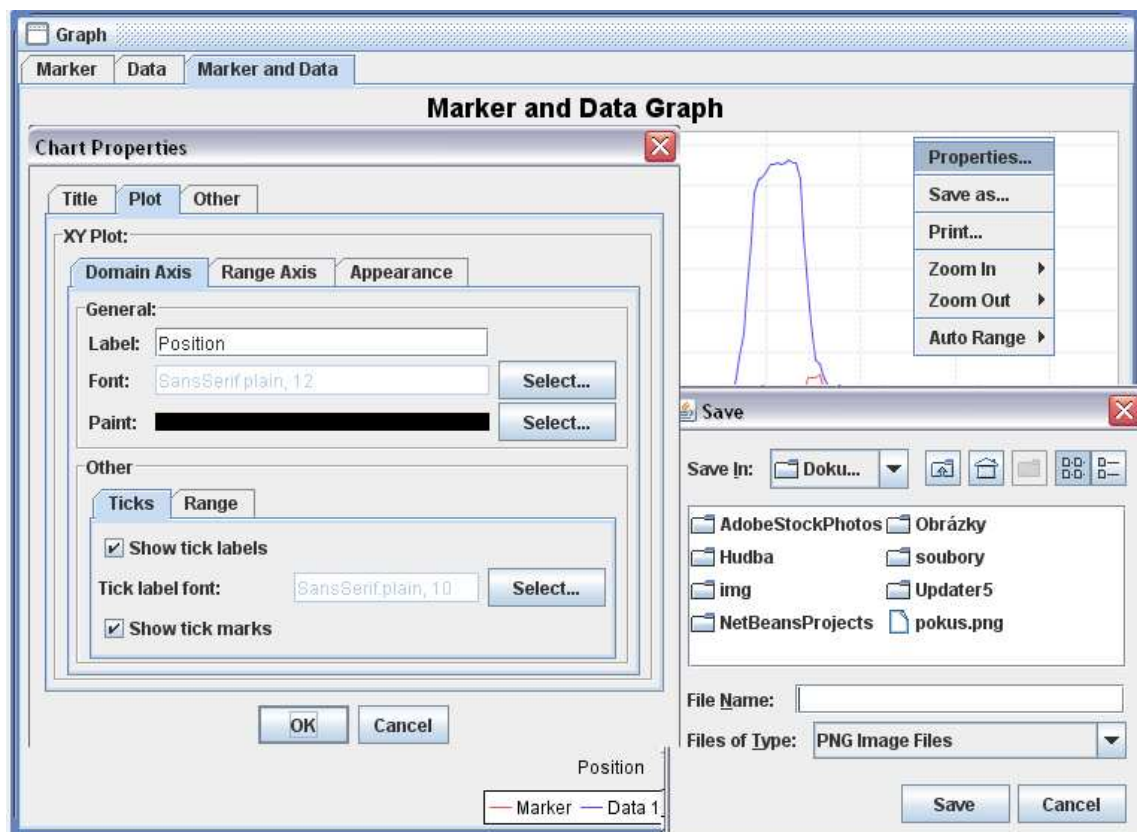 Graph
Marker Data Marker and Data
Marker and Data Graph
Chart Properties
Title Plot Other
XY Plot:
Domain Axis Range Axis Appearance
General:
Label: Position
Font: SansSerif.plain, 12 Select...
Paint: Select...
Other
Ticks Range
Show tick labels
Tick label font: SansSerif.plain, 10 Select...
Show tick marks
OK Cancel
Properties...
Save as...
Print...
Zoom In
Zoom Out
Auto Range
Save
Save In: Doku...
AdobeStockPhotos Obrázky
Hudba soubory
img Updater5
NetBeansProjects pokus.png
File Name:
Files of Type: PNG Image Files
Save Cancel
Position
Marker Data 1